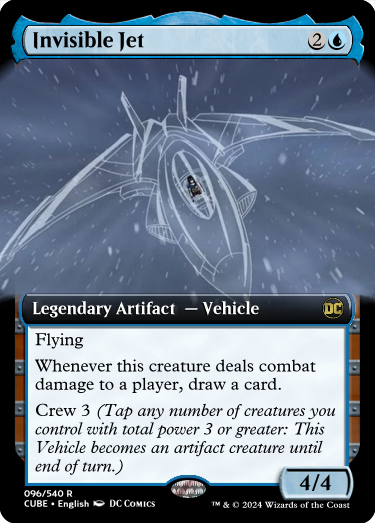 Invisible Jet 2
Legendary Artifact — Vehicle DC
Flying
Whenever this creature deals combat
damage to a player, draw a card.
Crew 3 (Tap any number of creatures you
control with total power 3 or greater: This
Vehicle becomes an artifact creature until
end of turn.)
4/4
096/540 R
CUBE • English DC Comics ™ & © 2024 Wizards of the Coast